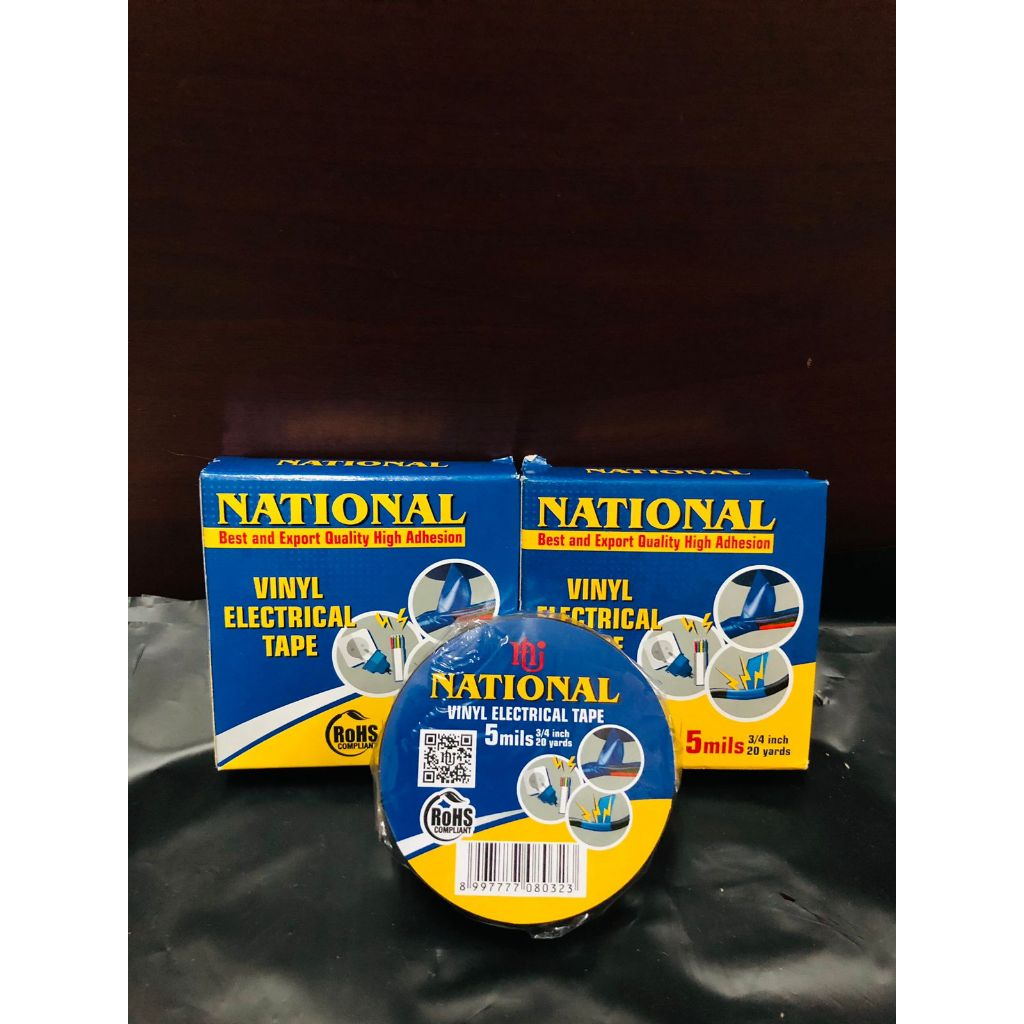 NATIONAL
NATIONAL
Best and Export Quality High Adhesion
VINYL
ELECTRICAL
TAPE
RoHS
COMPLIANT
NATIONAL
NATIONAL
Best and Export Quality High Adhesion
VINYL
ELECTRICAL
5mils 3/4 inch
20 yards
NATIONAL
VINYL ELECTRICAL TAPE
5mils 3/4 inch
20 yards
RoHS
COMPLIANT
8 997777 080323